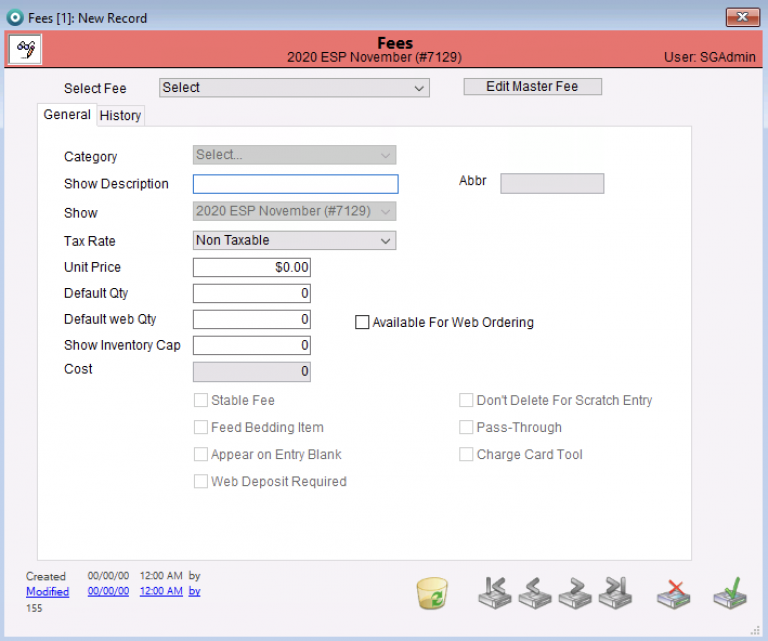 Fees [1]: New Record
Fees
2020 ESP November (#7129)
User: SGAdmin
Select Fee
Select
Edit Master Fee
General
History
Category
Select...
Show Description
Abbr
Show
2020 ESP November (#7129)
Tax Rate
Non Taxable
Unit Price
$0.00
Default Qty
0
Default web Qty
0
Available For Web Ordering
Show Inventory Cap
0
Cost
0
Stable Fee
Don't Delete For Scratch Entry
Feed Bedding Item
Pass-Through
Appear on Entry Blank
Charge Card Tool
Web Deposit Required
Created 00/00/00 12:00 AM by
Modified 00/00/00 12:00 AM by
155